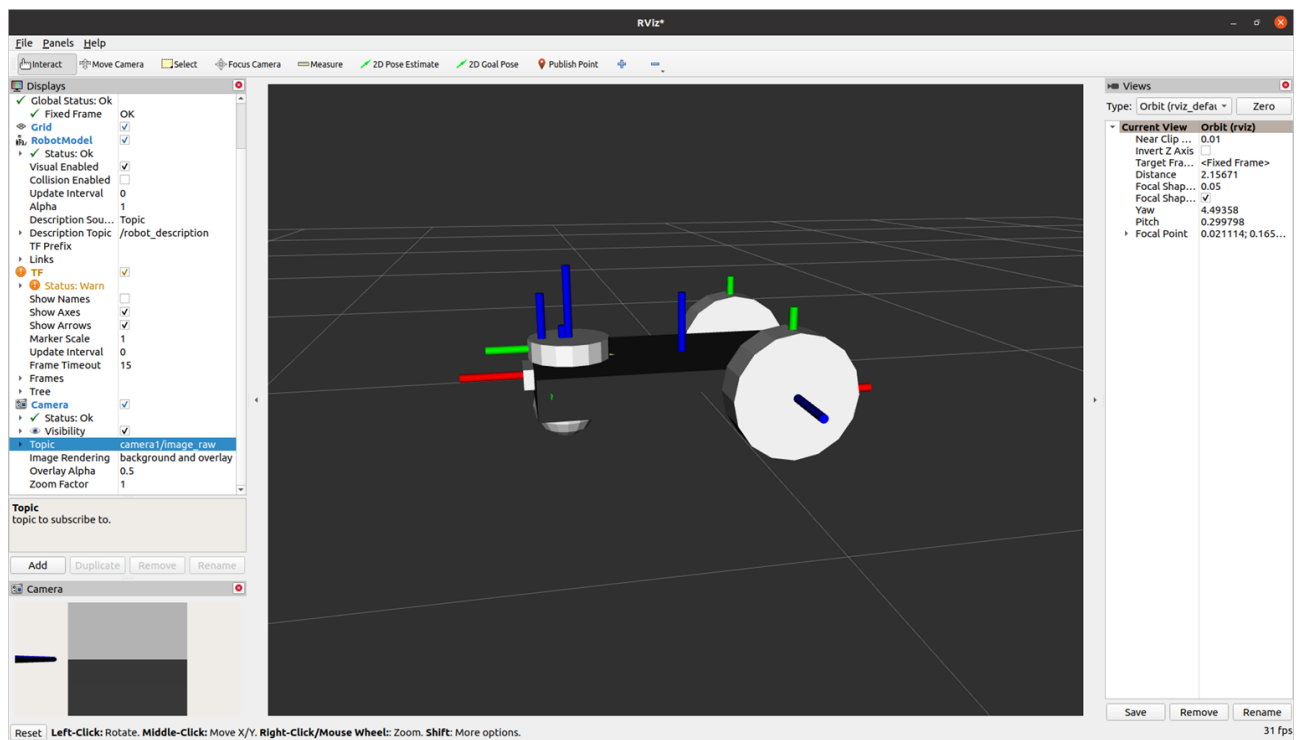 RViz*
File Panels Help
Interact Move Camera Select Focus Camera Measure 2D Pose Estimate 2D Goal Pose Publish Point
Displays
Global Status: Ok
Fixed Frame OK
Grid
RobotModel
Status: Ok
Visual Enabled
Collision Enabled
Update Interval 0
Alpha 1
Description Sou... Topic
Description Topic /robot_description
TF Prefix
Links
TF
Status: Warn
Show Names
Show Axes
Show Arrows
Marker Scale 1
Update Interval 0
Frame Timeout 15
Frames
Tree
Camera
Status: Ok
Visibility
Topic camera1/image_raw
Image Rendering background and overlay
Overlay Alpha 0.5
Zoom Factor 1
Topic
topic to subscribe to.
Add Duplicate Remove Rename
Camera
Views
Type: Orbit (rviz_defau Zero
Current View Orbit (rviz)
Near Clip ... 0.01
Invert Z Axis
Target Fra... <Fixed Frame>
Distance 2.15671
Focal Shap... 0.05
Focal Shap...
Yaw 4.49358
Pitch 0.299798
Focal Point 0.021114; 0.165...
Save Remove Rename
Reset Left-Click: Rotate. Middle-Click: Move X/Y. Right-Click/Mouse Wheel:: Zoom. Shift: More options. 31 fps